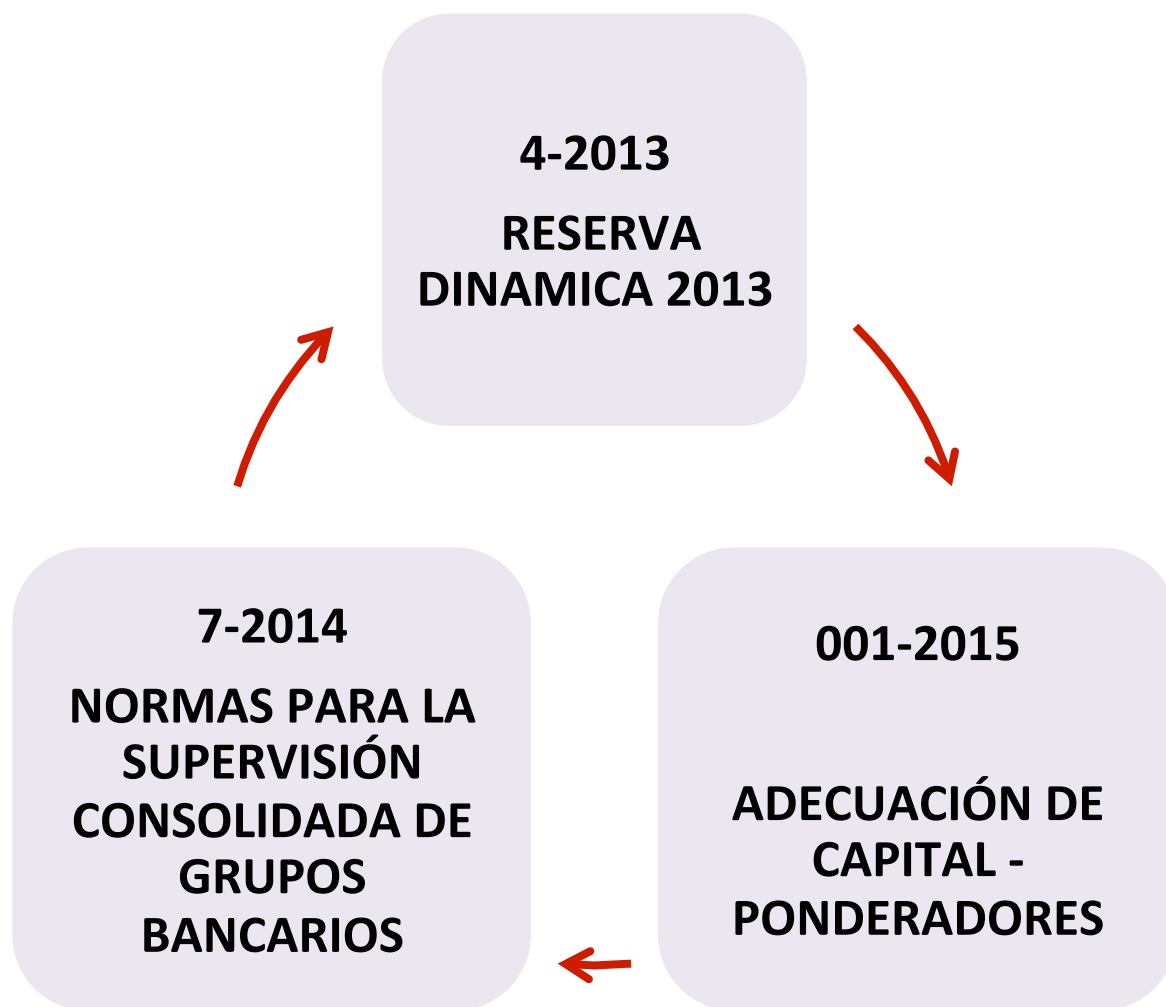 4-2013
RESERVA
DINAMICA 2013
7-2014
NORMAS PARA LA
SUPERVISIÓN
CONSOLIDADA DE
GRUPOS
BANCARIOS
001-2015
ADECUACIÓN DE
CAPITAL -
PONDERADORES